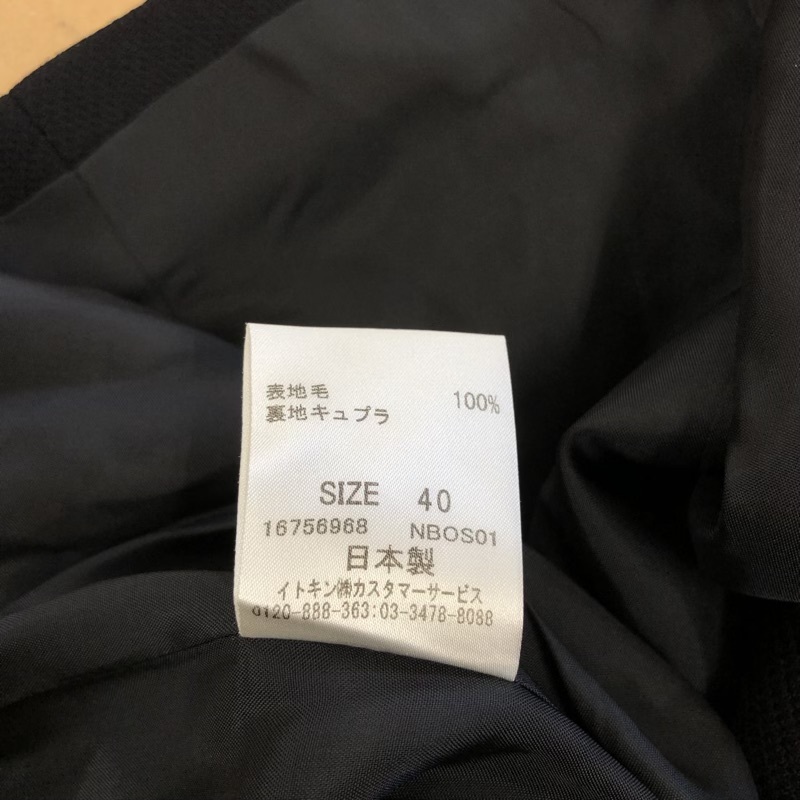 表地毛 100%
裏地キュプラ
SIZE 40
16756968 NBOS01
日本製
イトキン㈱カスタマーサービス
0120-888-363:03-3478-8088